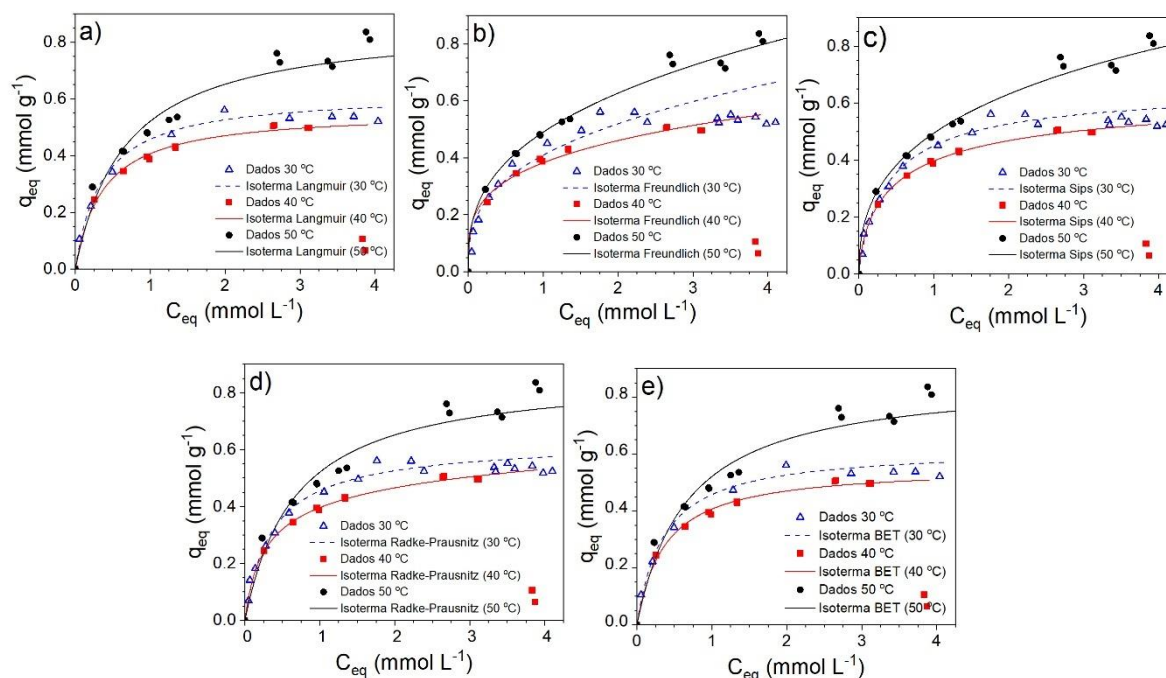 a)
q_eq (mmol g⁻¹)
0.8
0.6
0.4
0.2
0.0
Dados 30 ºC
Isoterma Langmuir (30 ºC)
Dados 40 ºC
Isoterma Langmuir (40 ºC)
Dados 50 ºC
Isoterma Langmuir (50 ºC)
0 1 2 3 4
C_eq (mmol L⁻¹)
b)
q_eq (mmol g⁻¹)
0.8
0.6
0.4
0.2
0.0
Dados 30 ºC
Isoterma Freundlich (30 ºC)
Dados 40 ºC
Isoterma Freundlich (40 ºC)
Dados 50 ºC
Isoterma Freundlich (50 ºC)
0 1 2 3 4
C_eq (mmol L⁻¹)
c)
q_eq (mmol g⁻¹)
0.8
0.6
0.4
0.2
0.0
Dados 30 ºC
Isoterma Sips (30 ºC)
Dados 40 ºC
Isoterma Sips (40 ºC)
Dados 50 ºC
Isoterma Sips (50 ºC)
0 1 2 3 4
C_eq (mmol L⁻¹)
d)
q_eq (mmol g⁻¹)
0.8
0.6
0.4
0.2
0.0
Dados 30 ºC
Isoterma Radke-Prausnitz (30 ºC)
Dados 40 ºC
Isoterma Radke-Prausnitz (40 ºC)
Dados 50 ºC
Isoterma Radke-Prausnitz (50 ºC)
0 1 2 3 4
C_eq (mmol L⁻¹)
e)
q_eq (mmol g⁻¹)
0.8
0.6
0.4
0.2
0.0
Dados 30 ºC
Isoterma BET (30 ºC)
Dados 40 ºC
Isoterma BET (40 ºC)
Dados 50 ºC
Isoterma BET (50 ºC)
0 1 2 3 4
C_eq (mmol L⁻¹)